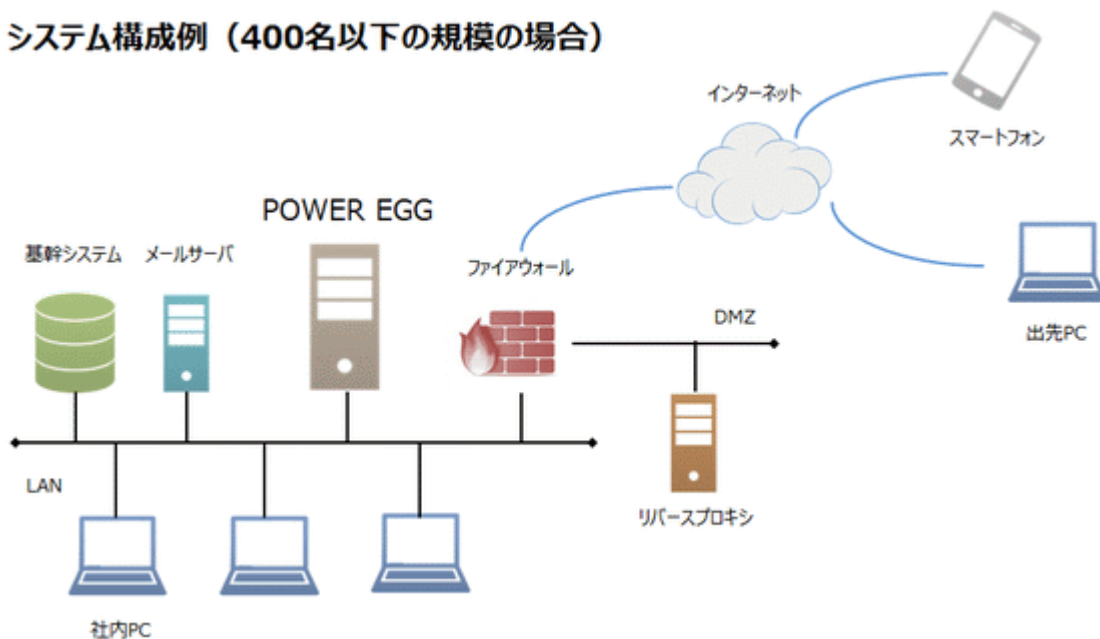 システム構成例（400名以下の規模の場合）
インターネット
スマートフォン
POWER EGG
基幹システム
メールサーバ
ファイアウォール
DMZ
出先PC
LAN
リバースプロキシ
社内PC